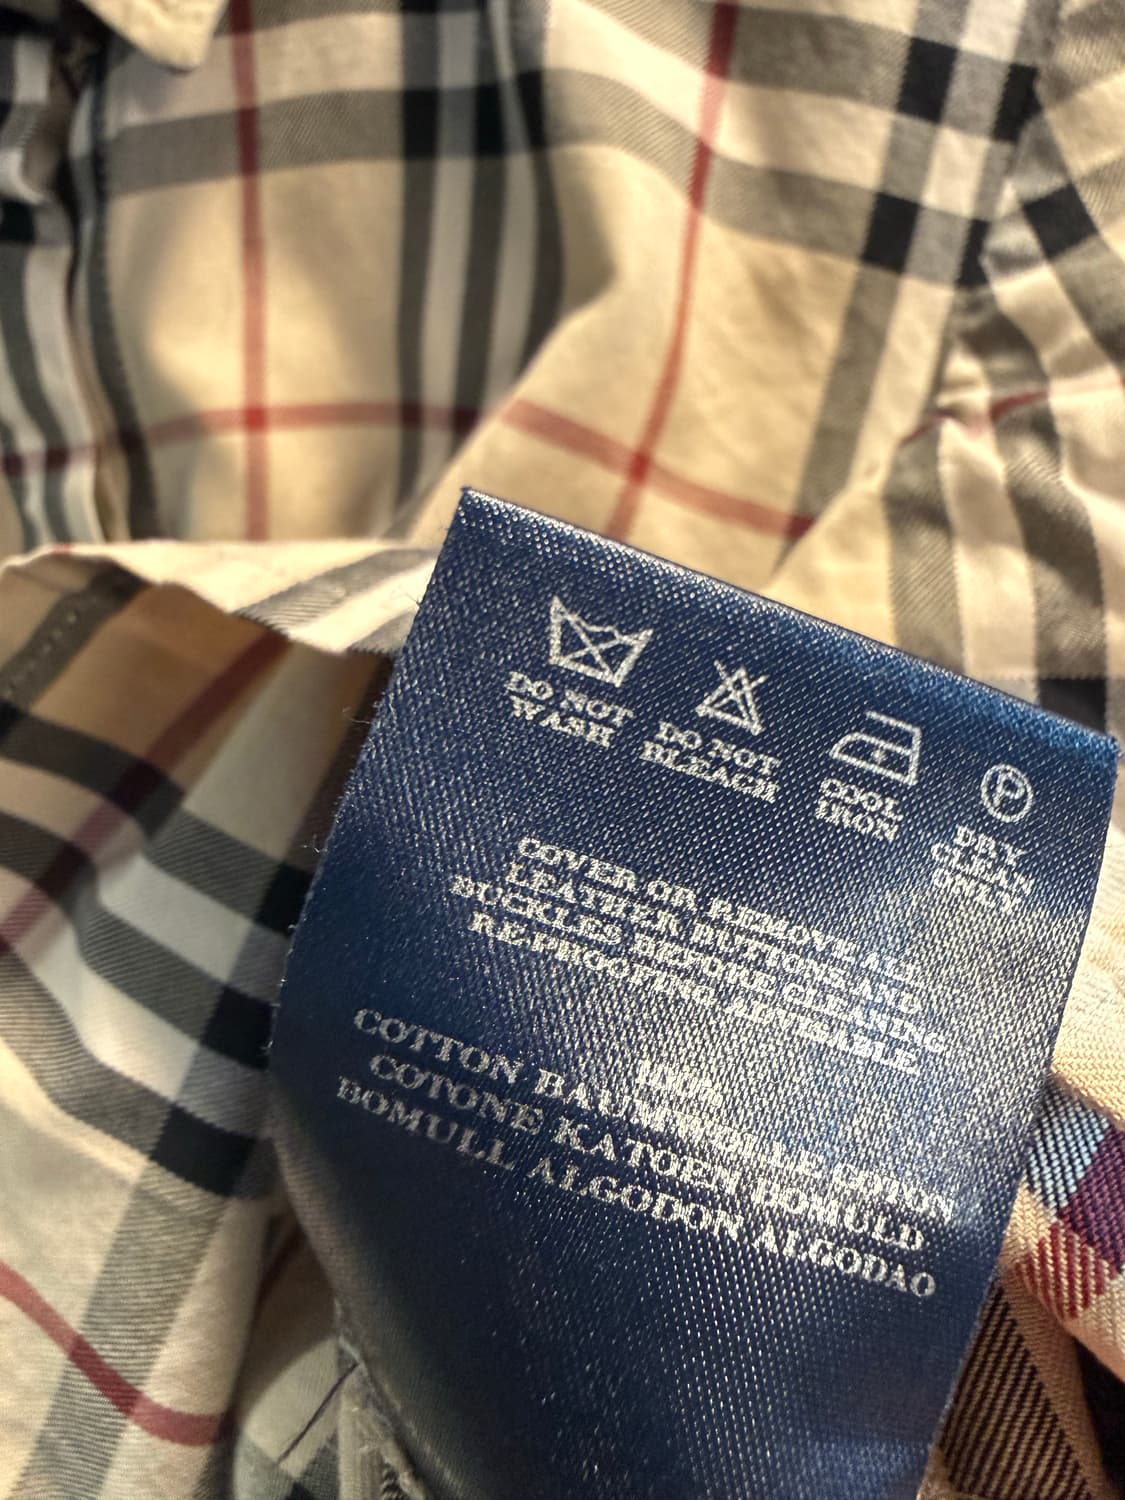 DO NOT
WASH
DO NOT
BLEACH
COOL
IRON
P
DRY
CLEAN
ONLY
COVER OR REMOVE ALL
LEATHER BUTTONS AND
BUCKLES BEFORE CLEANING.
RE.PROOFING ADVISABLE.
100%
COTTON BAUMWOLLE COTON
COTONE KATOEN BOMULD
BOMULL ALGODON ALGODAO